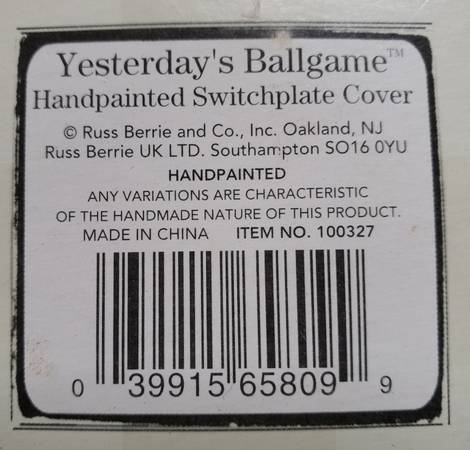 Yesterday's Ballgame™
Handpainted Switchplate Cover
© Russ Berrie and Co., Inc. Oakland, NJ
Russ Berrie UK LTD. Southampton SO16 0YU
HANDPAINTED
ANY VARIATIONS ARE CHARACTERISTIC
OF THE HANDMADE NATURE OF THIS PRODUCT.
MADE IN CHINA ITEM NO. 100327
0 39915 65809 9